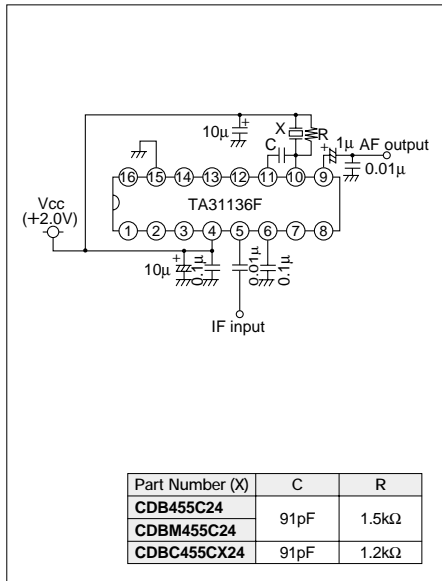 X
10μ +
R
1μ
C
+
AF output
0.01μ
16 15 14 13 12 11 10 9
TA31136F
Vcc
(+2.0V)
1 2 3 4 5 6 7 8
10μ +
0.1μ
0.01μ
0.1μ
IF input
Part Number (X) C R
CDB455C24 91pF 1.5kΩ
CDBM455C24
CDBC455CX24 91pF 1.2kΩ